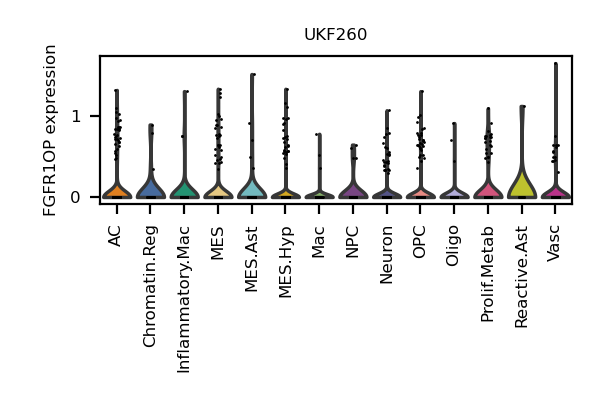 UKF260
FGFR1OP expression
1
0
AC
Chromatin.Reg
Inflammatory.Mac
MES
MES.Ast
MES.Hyp
Mac
NPC
Neuron
OPC
Oligo
Prolif.Metab
Reactive.Ast
Vasc